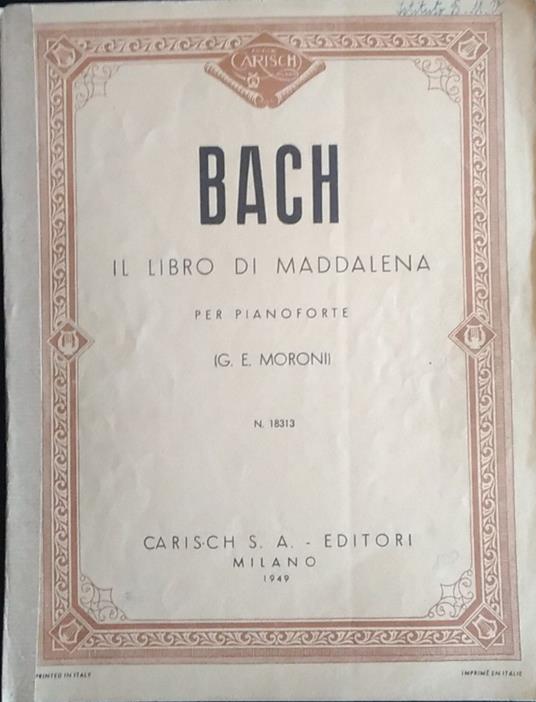 Istituto
CARISCH
BACH
IL LIBRO DI MADDALENA
PER PIANOFORTE
(G. E. MORONI)
N. 18313
CARISCH S. A. - EDITORI
MILANO
1949
PRINTED IN ITALY
IMPRIMÉ EN ITALIE